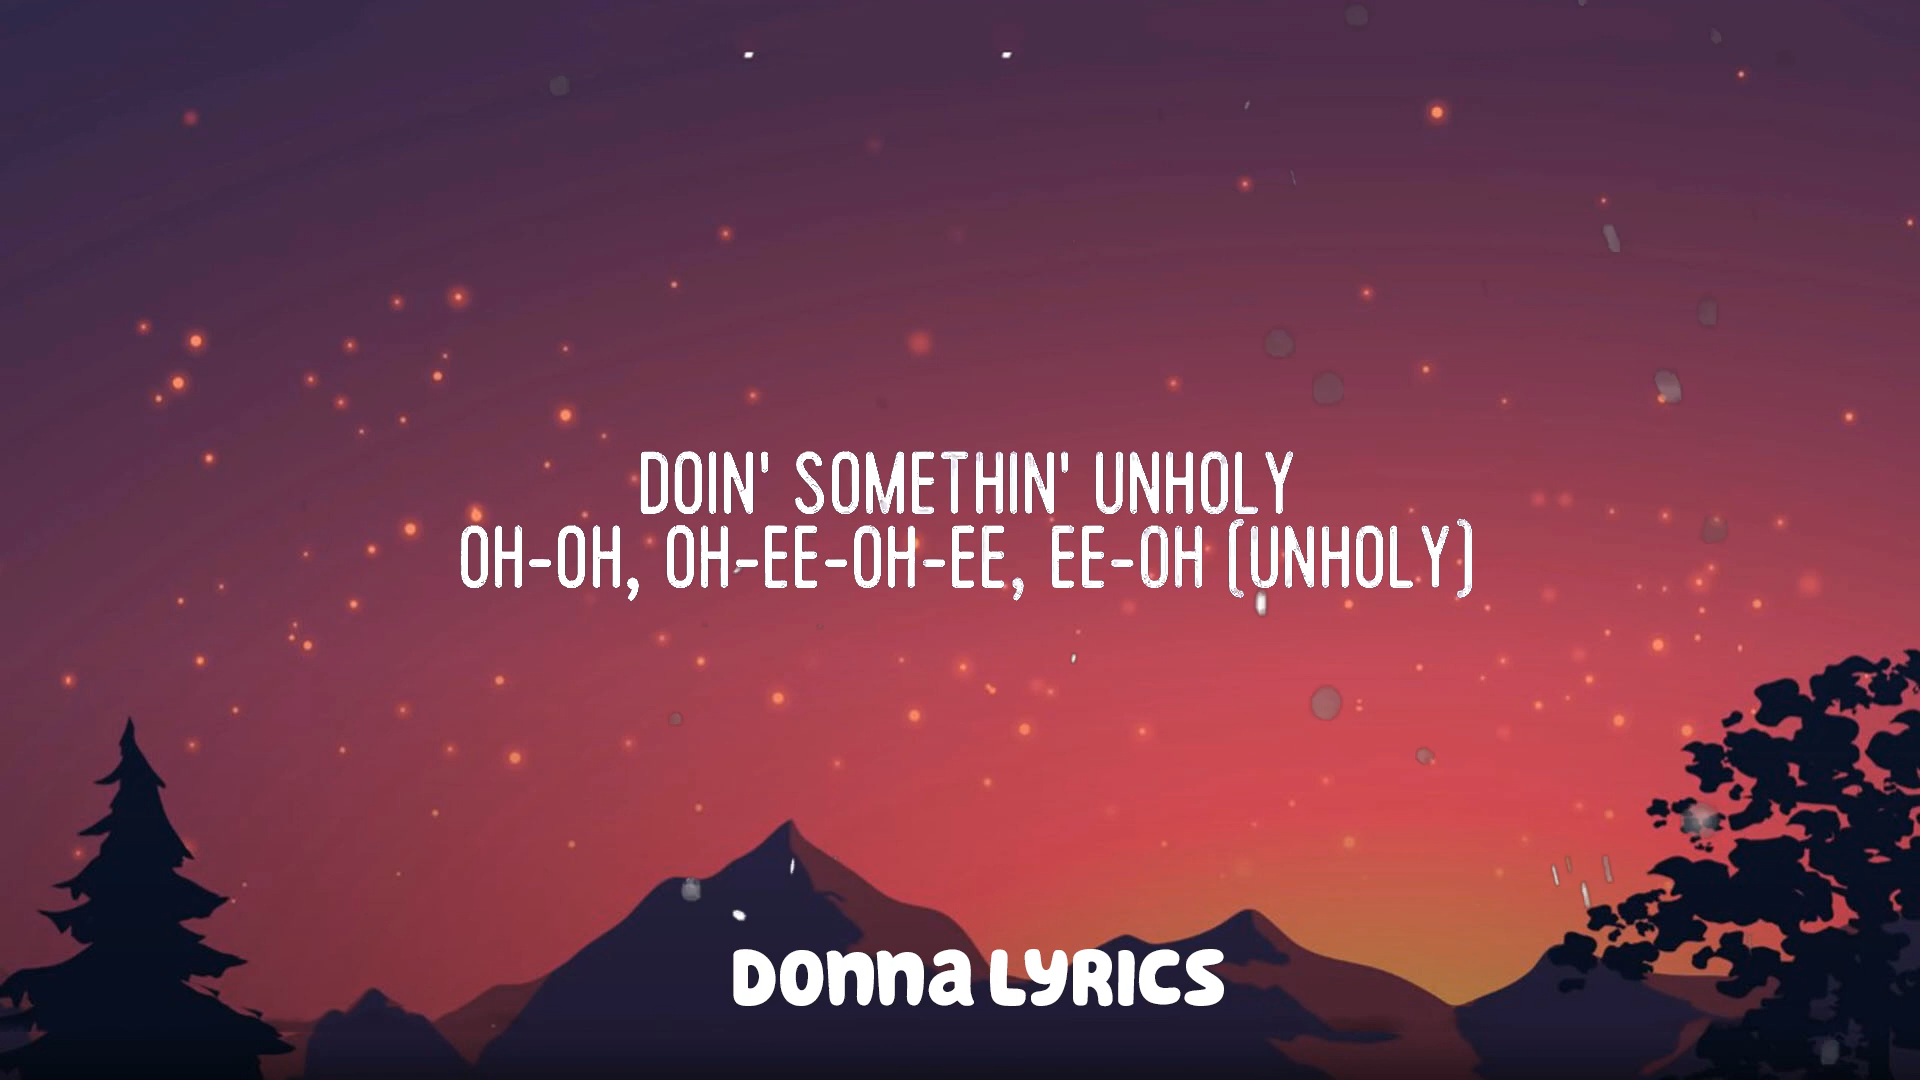 DOIN' SOMETHIN' UNHOLY
OH-OH, OH-EE-OH-EE, EE-OH (UNHOLY)
Donna Lyrics